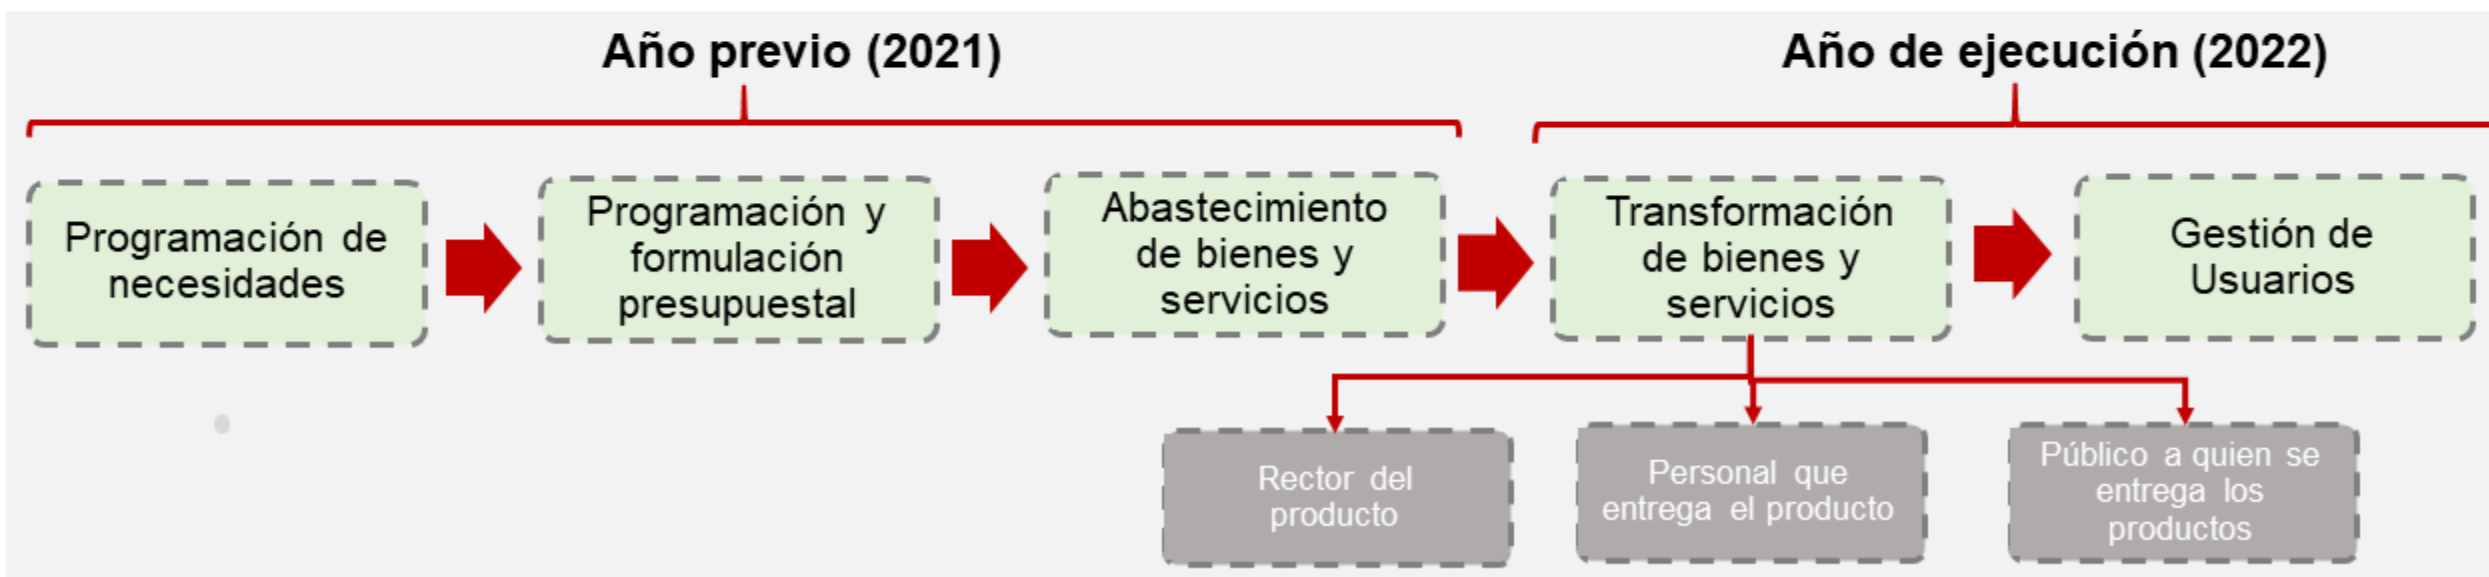 Año previo (2021)
Año de ejecución (2022)
Programación de
necesidades
Programación y
formulación
presupuestal
Abastecimiento
de bienes y
servicios
Transformación
de bienes y
servicios
Gestión de
Usuarios
Rector del
producto
Personal que
entrega el producto
Público a quien se
entrega los
productos